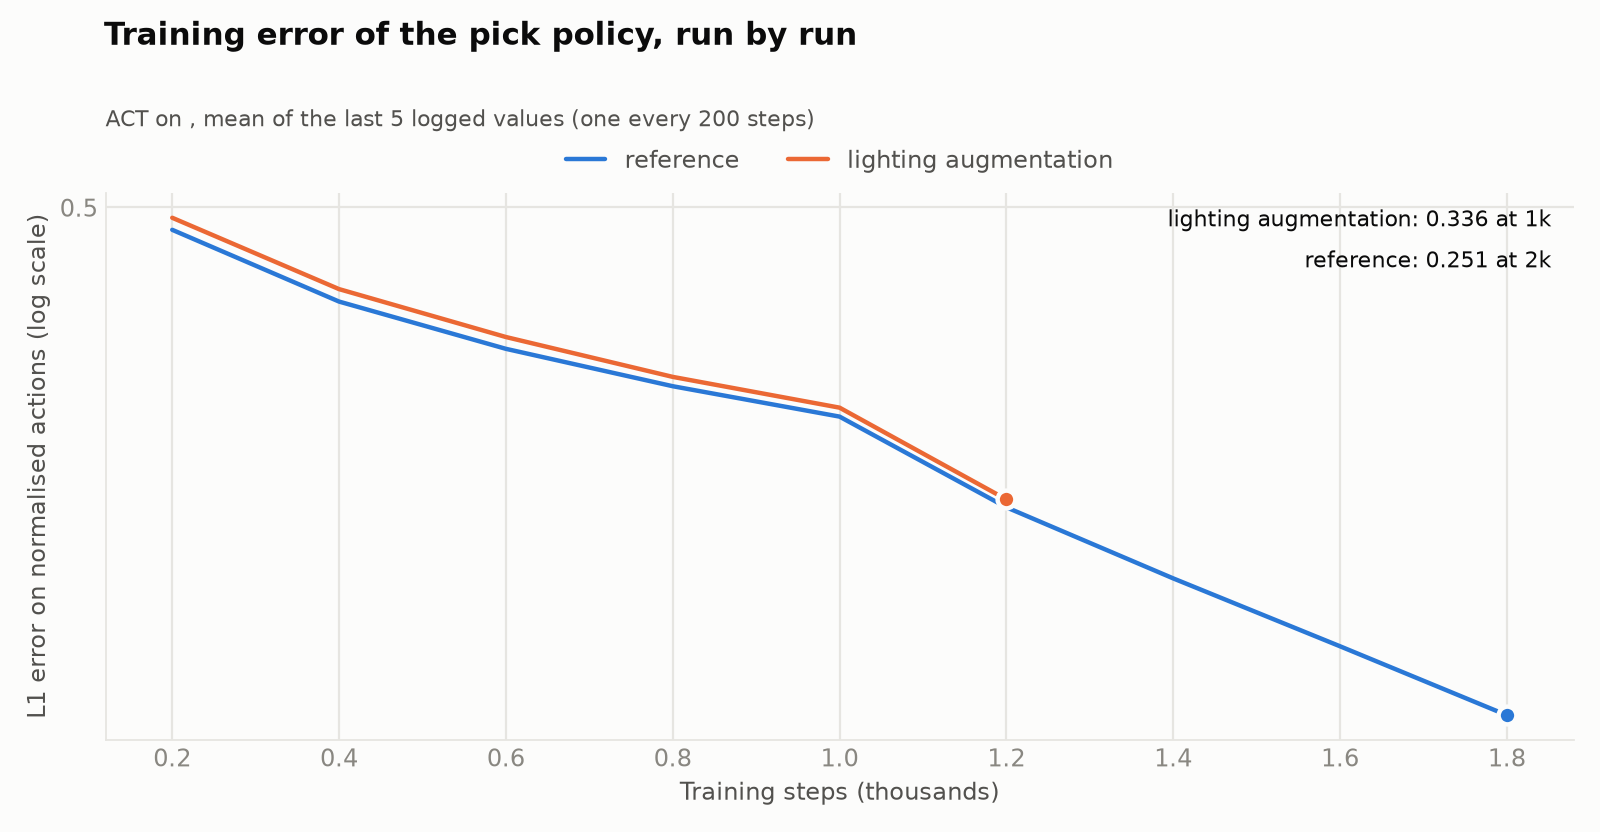 Training error of the pick policy, run by run
ACT on , mean of the last 5 logged values (one every 200 steps)
reference
lighting augmentation
0.5
lighting augmentation: 0.336 at 1k
reference: 0.251 at 2k
L1 error on normalised actions (log scale)
0.2 0.4 0.6 0.8 1.0 1.2 1.4 1.6 1.8
Training steps (thousands)